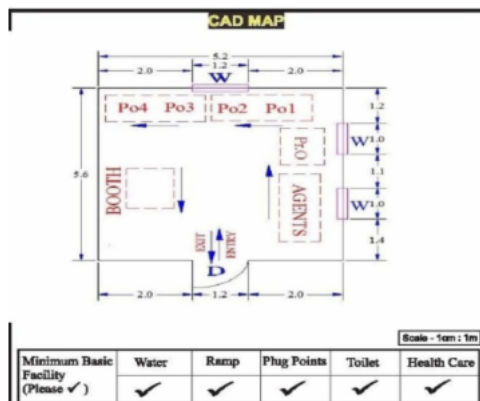 CAD MAP
5.2
2.0 1.2 2.0
W
Po4 Po3 Po2 Po1
1.2
Pr.O
W 1.0
5.6
1.1
BOOTH
AGENTS
W 1.0
EXIT ENTRY
1.4
D
2.0 1.2 2.0
Scale - 1cm : 1m
Minimum Basic Facility (Please ✓) Water Ramp Plug Points Toilet Health Care
✓ ✓ ✓ ✓ ✓